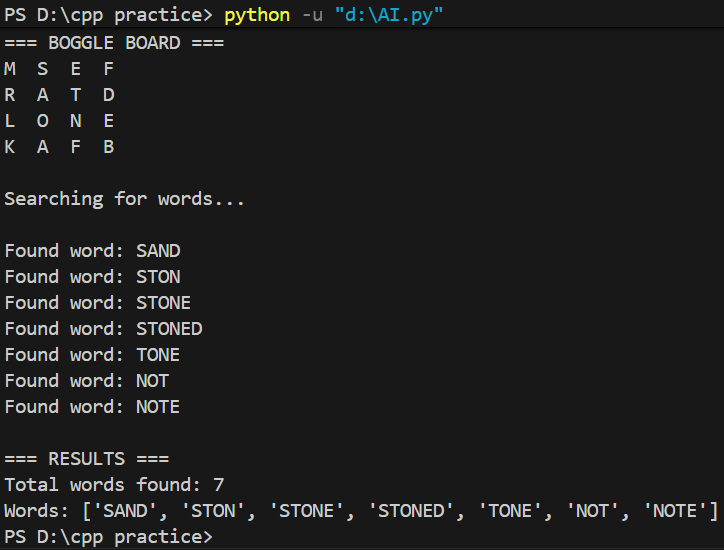 PS D:\cpp practice> python -u "d:\AI.py"
=== BOGGLE BOARD ===
M S E F
R A T D
L O N E
K A F B
Searching for words...
Found word: SAND
Found word: STON
Found word: STONE
Found word: STONED
Found word: TONE
Found word: NOT
Found word: NOTE
=== RESULTS ===
Total words found: 7
Words: ['SAND', 'STON', 'STONE', 'STONED', 'TONE', 'NOT', 'NOTE']
PS D:\cpp practice>